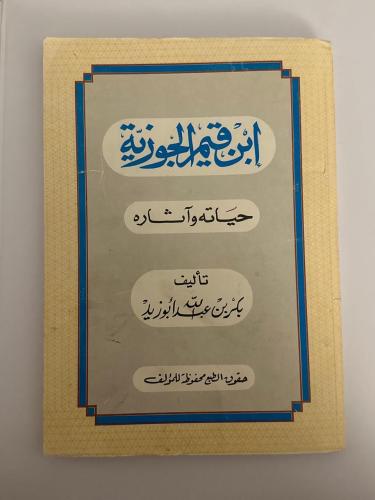 ابن قيم الجوزية
حياته وآثاره
تأليف
بكر بن عبد الله أبو زيد
حقوق الطبع محفوظة للمؤلف